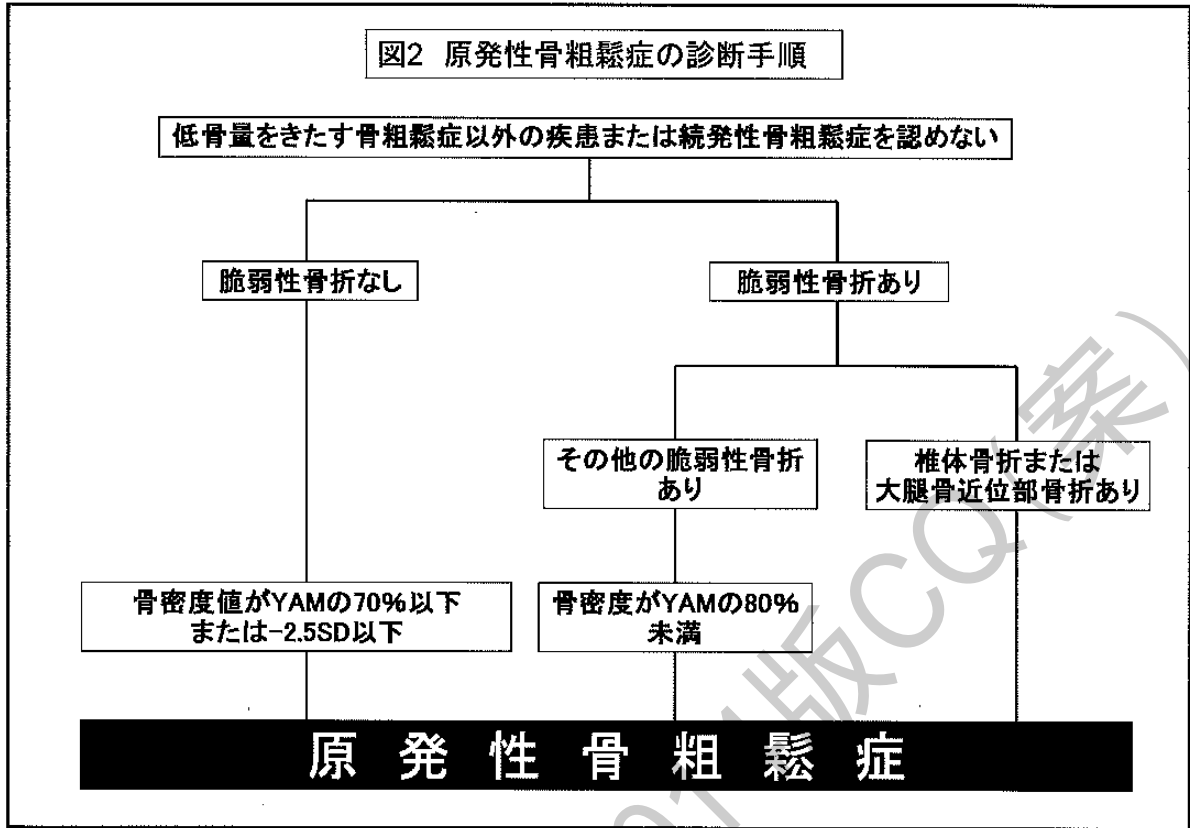 図2 原発性骨粗鬆症の診断手順
低骨量をきたす骨粗鬆症以外の疾患または続発性骨粗鬆症を認めない
脆弱性骨折なし
脆弱性骨折あり
その他の脆弱性骨折
あり
椎体骨折または
大腿骨近位部骨折あり
骨密度値がYAMの70%以下
または-2.5SD以下
骨密度がYAMの80%
未満
原発性骨粗鬆症
版CQ(案)